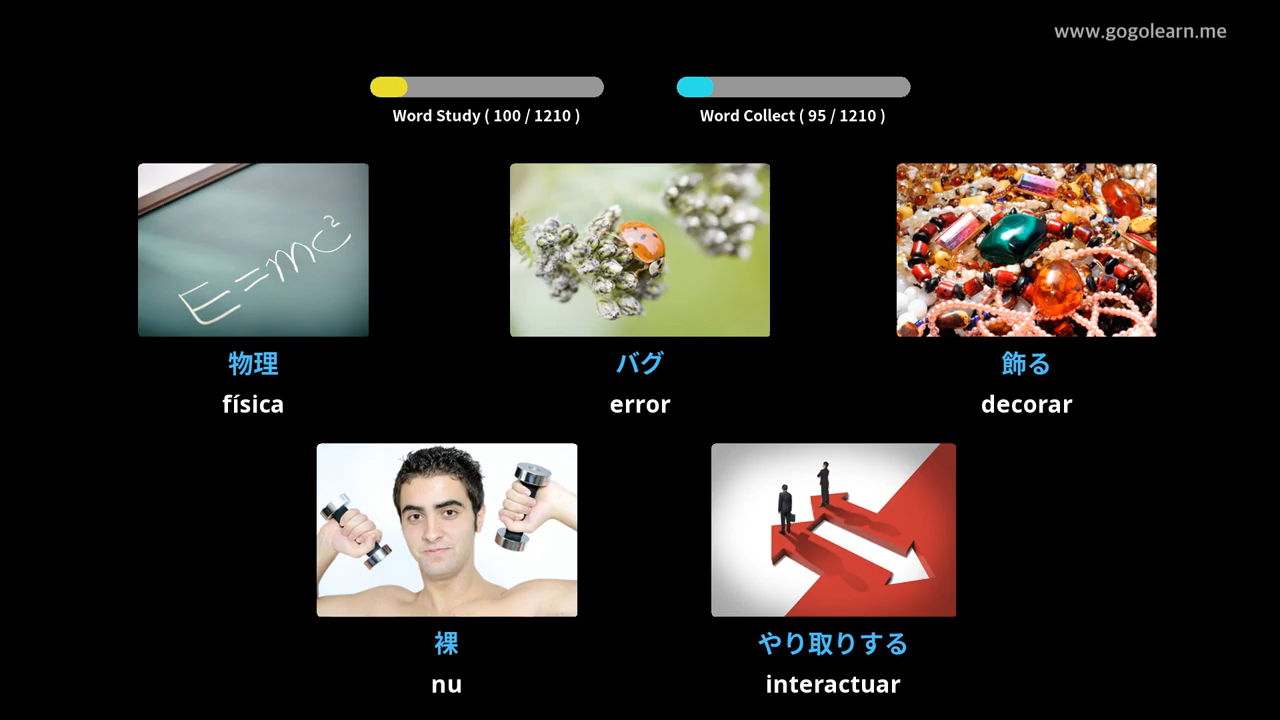 www.gogolearn.me
Word Study ( 100 / 1210 )
Word Collect ( 95 / 1210 )
E=mc²
物理
バグ
飾る
física
error
decorar
裸
やり取りする
nu
interactuar